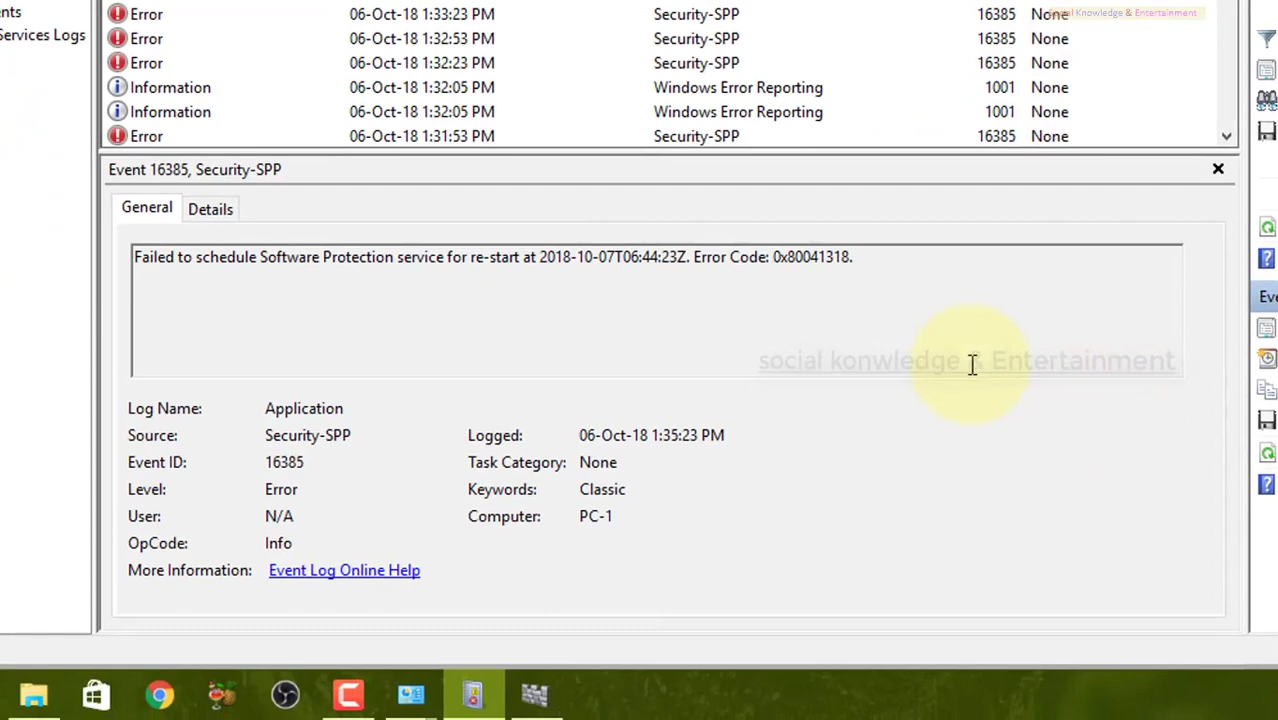 ents
Services Logs
Error 06-Oct-18 1:33:23 PM Security-SPP 16385 None
Social Knowledge & Entertainment
Error 06-Oct-18 1:32:53 PM Security-SPP 16385 None
Error 06-Oct-18 1:32:23 PM Security-SPP 16385 None
Information 06-Oct-18 1:32:05 PM Windows Error Reporting 1001 None
Information 06-Oct-18 1:32:05 PM Windows Error Reporting 1001 None
Error 06-Oct-18 1:31:53 PM Security-SPP 16385 None
Event 16385, Security-SPP
General Details
Failed to schedule Software Protection service for re-start at 2018-10-07T06:44:23Z. Error Code: 0x80041318.
social konwledge & Entertainment
Log Name: Application
Source: Security-SPP Logged: 06-Oct-18 1:35:23 PM
Event ID: 16385 Task Category: None
Level: Error Keywords: Classic
User: N/A Computer: PC-1
OpCode: Info
More Information: Event Log Online Help
Eve